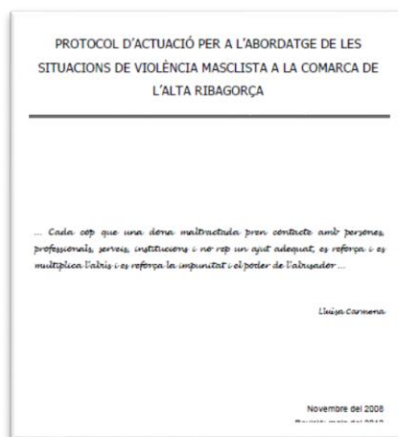 PROTOCOL D'ACTUACIÓ PER A L'ABORDATGE DE LES
SITUACIONS DE VIOLÈNCIA MASCLISTA A LA COMARCA DE
L'ALTA RIBAGORÇA
... Cada cop que una dona maltractada pren contacte amb persones,
professionals, serveis, institucions i no rep un ajut adequat, es reforça i es
multiplica l'abús i es reforça la impunitat i el poder de l'abusador ...
Lluïsa Carmona
Novembre del 2008